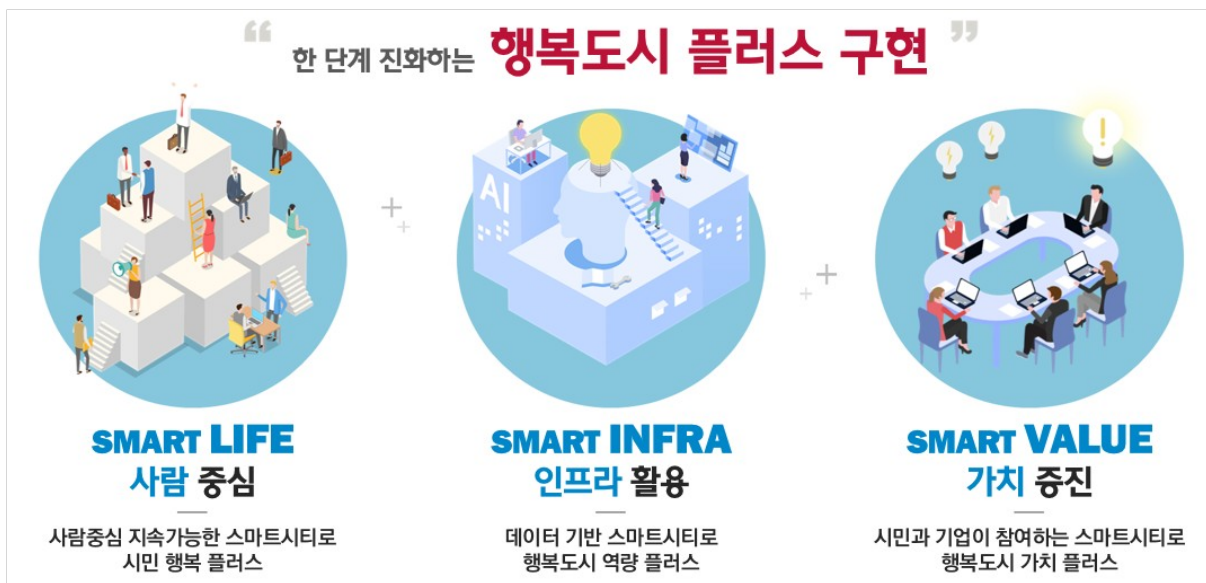 “ 한 단계 진화하는 행복도시 플러스 구현 ”
AI
SMART LIFE
사람 중심
사람중심 지속가능한 스마트시티로
시민 행복 플러스
SMART INFRA
인프라 활용
데이터 기반 스마트시티로
행복도시 역량 플러스
SMART VALUE
가치 증진
시민과 기업이 참여하는 스마트시티로
행복도시 가치 플러스